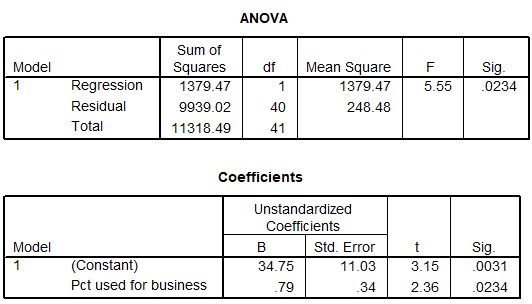 ANOVA
Model Sum of Squares df Mean Square F Sig.
1 Regression 1379.47 1 1379.47 5.55 .0234
Residual 9939.02 40 248.48
Total 11318.49 41
Coefficients
Unstandardized
Coefficients
Model B Std. Error t Sig.
1 (Constant) 34.75 11.03 3.15 .0031
Pct used for business .79 .34 2.36 .0234